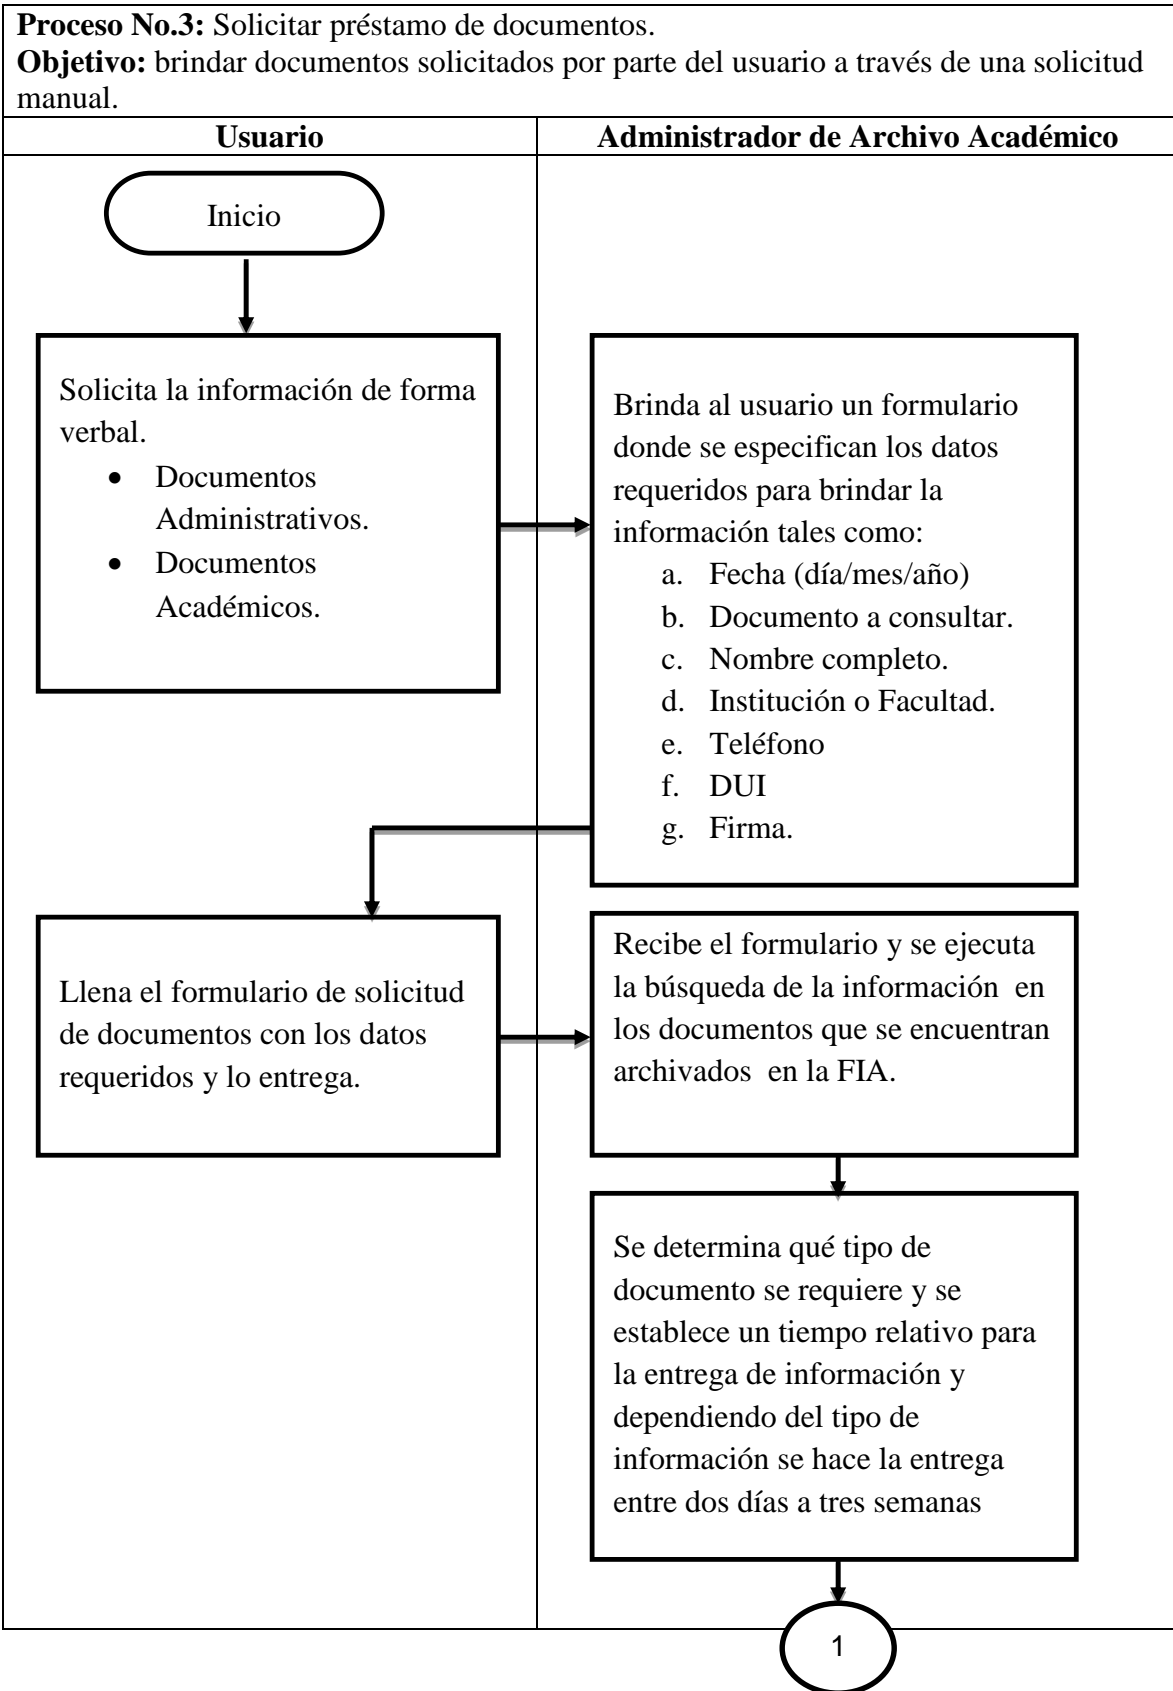 Proceso No.3: Solicitar préstamo de documentos.
Objetivo: brindar documentos solicitados por parte del usuario a través de una solicitud
manual.
Usuario
Administrador de Archivo Académico
Inicio
Solicita la información de forma
verbal.
• Documentos
Administrativos.
• Documentos
Académicos.
Brinda al usuario un formulario
donde se especifican los datos
requeridos para brindar la
información tales como:
a. Fecha (día/mes/año)
b. Documento a consultar.
c. Nombre completo.
d. Institución o Facultad.
e. Teléfono
f. DUI
g. Firma.
Llena el formulario de solicitud
de documentos con los datos
requeridos y lo entrega.
Recibe el formulario y se ejecuta
la búsqueda de la información en
los documentos que se encuentran
archivados en la FIA.
Se determina qué tipo de
documento se requiere y se
establece un tiempo relativo para
la entrega de información y
dependiendo del tipo de
información se hace la entrega
entre dos días a tres semanas
1